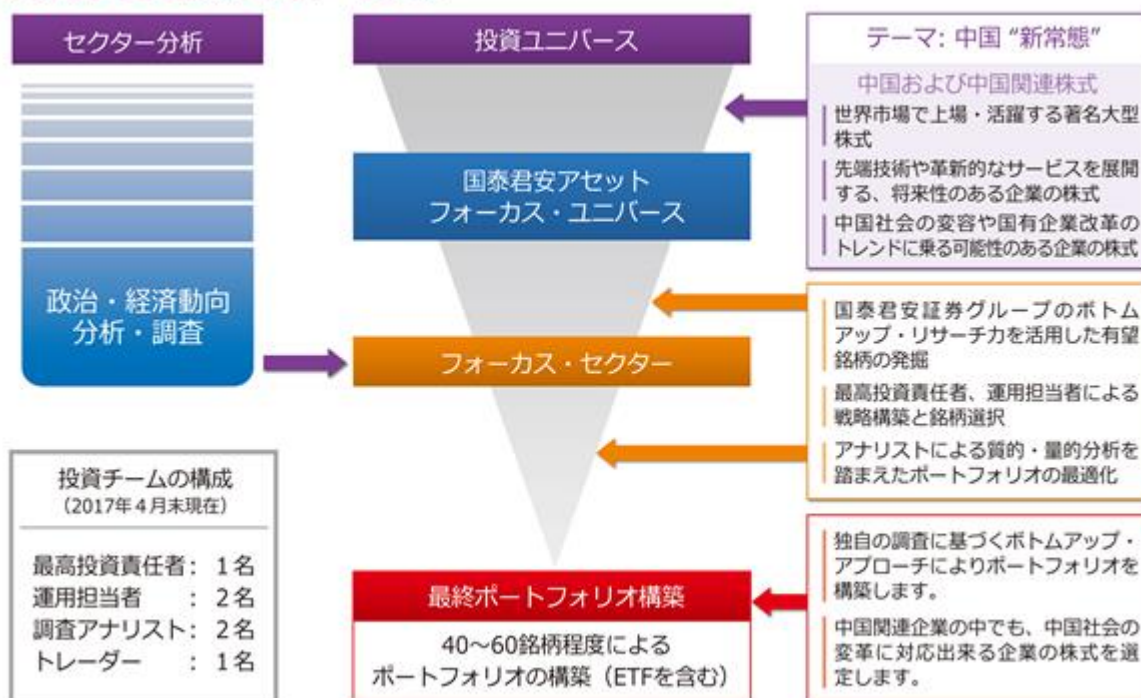 セクター分析
政治・経済動向
分析・調査
投資チームの構成
（2017年4月末現在）
最高投資責任者： 1名
運用担当者　： 2名
調査アナリスト： 2名
トレーダー　： 1名
投資ユニバース
国泰君安アセット
フォーカス・ユニバース
フォーカス・セクター
最終ポートフォリオ構築
40〜60銘柄程度による
ポートフォリオの構築（ETFを含む）
テーマ: 中国 “新常態”
中国および中国関連株式
世界市場で上場・活躍する著名大型
株式
先端技術や革新的なサービスを展開
する、将来性のある企業の株式
中国社会の変容や国有企業改革の
トレンドに乗る可能性のある企業の株式
国泰君安証券グループのボトム
アップ・リサーチ力を活用した有望
銘柄の発掘
最高投資責任者、運用担当者による
戦略構築と銘柄選択
アナリストによる質的・量的分析を
踏まえたポートフォリオの最適化
独自の調査に基づくボトムアップ・
アプローチによりポートフォリオを
構築します。
中国関連企業の中でも、中国社会の
変革に対応出来る企業の株式を選
定します。